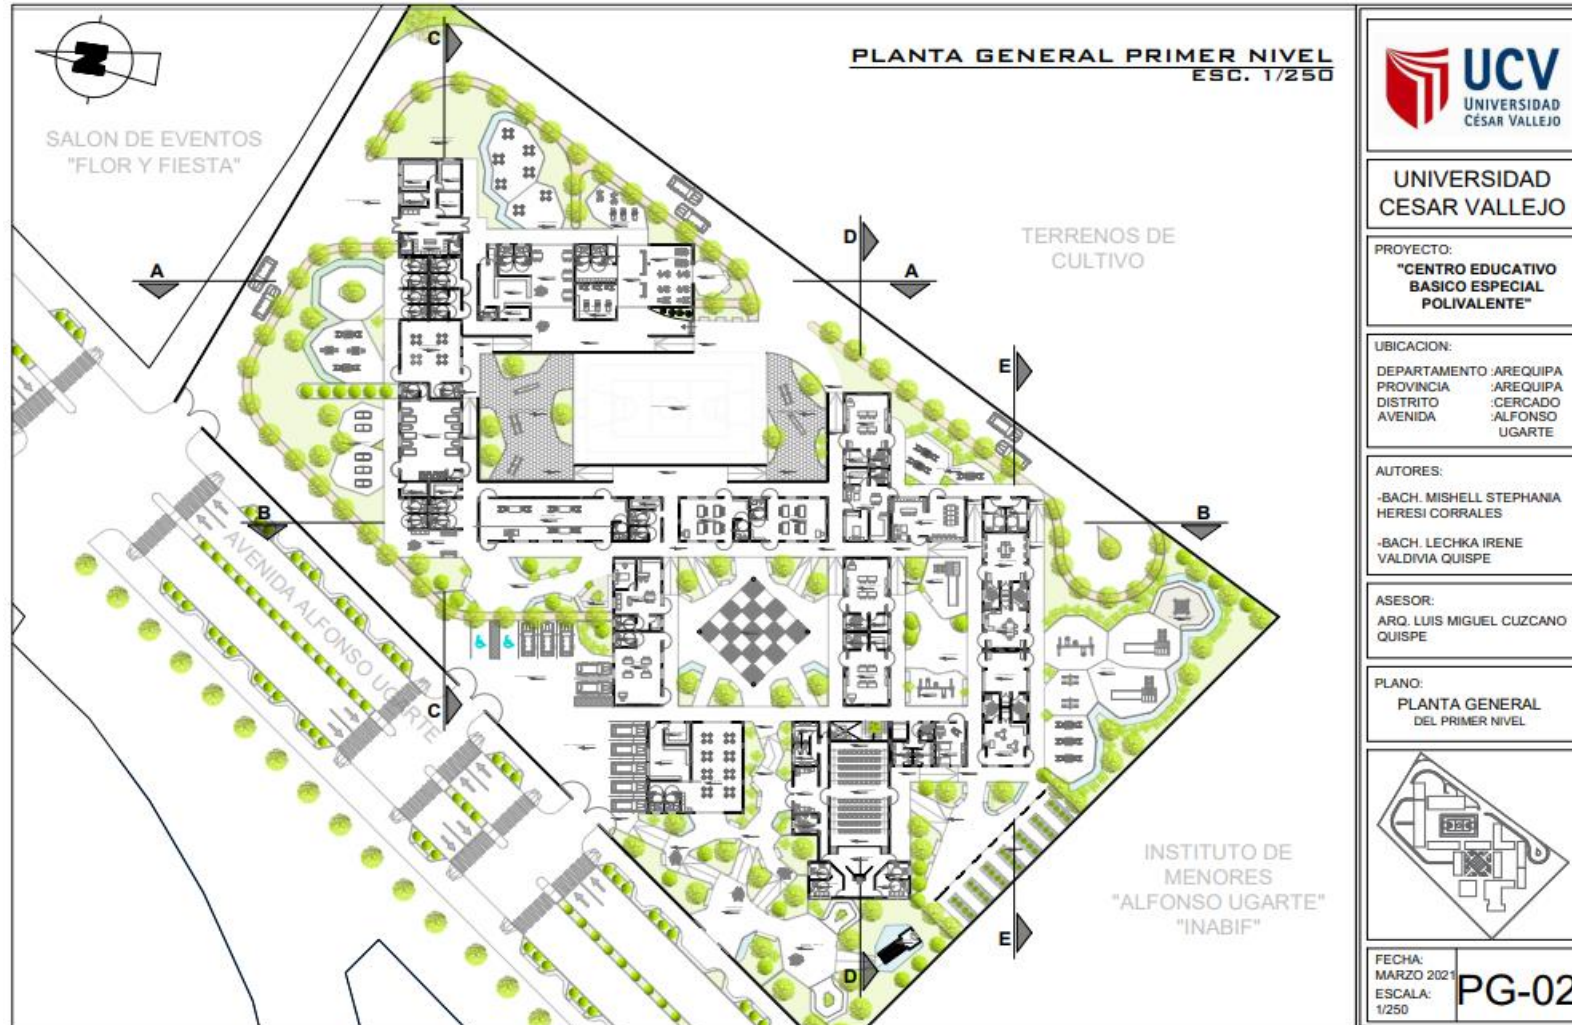 PLANTA GENERAL PRIMER NIVEL
ESC. 1/250
SALON DE EVENTOS
"FLOR Y FIESTA"
TERRENOS DE
CULTIVO
AVENIDA ALFONSO UGARTE
INSTITUTO DE
MENORES
"ALFONSO UGARTE"
"INABIF"
C
D
A
A
E
B
B
C
E
D
UCV
UNIVERSIDAD
CÉSAR VALLEJO
UNIVERSIDAD
CESAR VALLEJO
PROYECTO:
"CENTRO EDUCATIVO
BASICO ESPECIAL
POLIVALENTE"
UBICACION:
DEPARTAMENTO :AREQUIPA
PROVINCIA :AREQUIPA
DISTRITO :CERCADO
AVENIDA :ALFONSO
UGARTE
AUTORES:
-BACH. MISHELL STEPHANIA
HERESI CORRALES
-BACH. LECHKA IRENE
VALDIVIA QUISPE
ASESOR:
ARQ. LUIS MIGUEL CUZCANO
QUISPE
PLANO:
PLANTA GENERAL
DEL PRIMER NIVEL
FECHA:
MARZO 2021
ESCALA:
1/250
PG-02